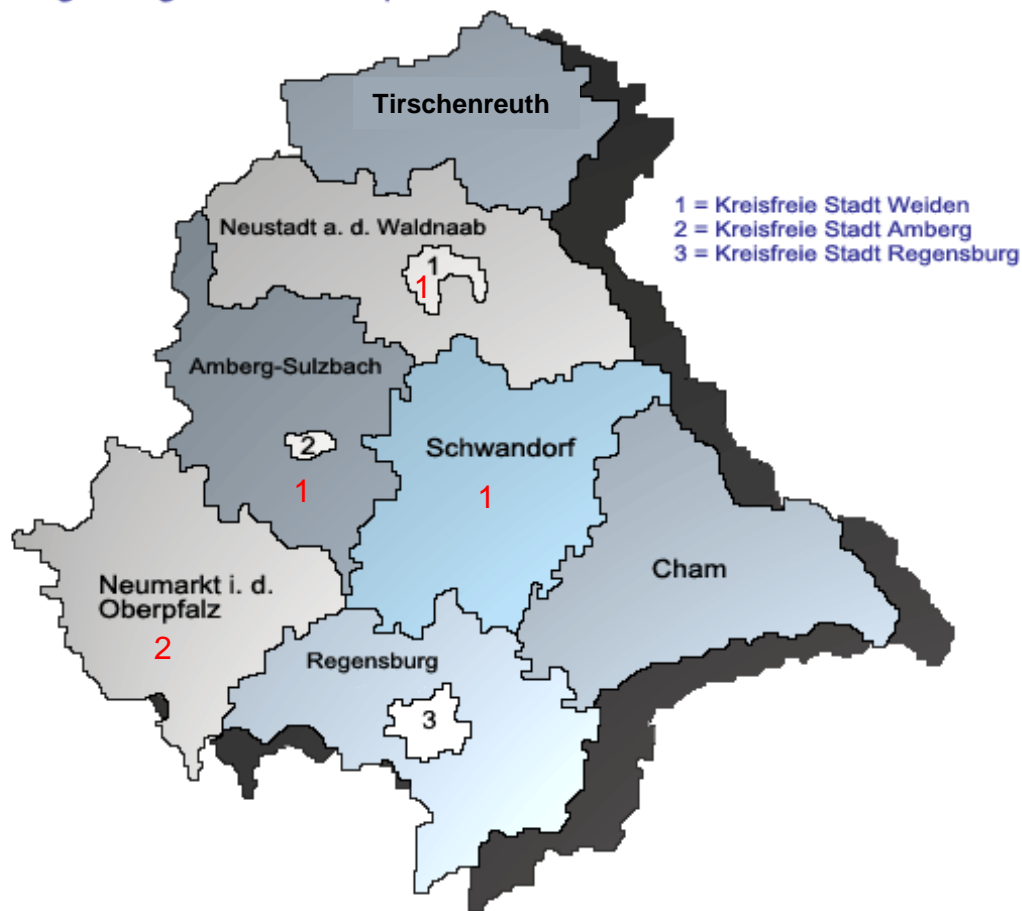 Tirschenreuth
1 = Kreisfreie Stadt Weiden
2 = Kreisfreie Stadt Amberg
3 = Kreisfreie Stadt Regensburg
Neustadt a. d. Waldnaab
1
1
Amberg-Sulzbach
2
1
Schwandorf
1
Cham
Neumarkt i. d.
Oberpfalz
2
Regensburg
3